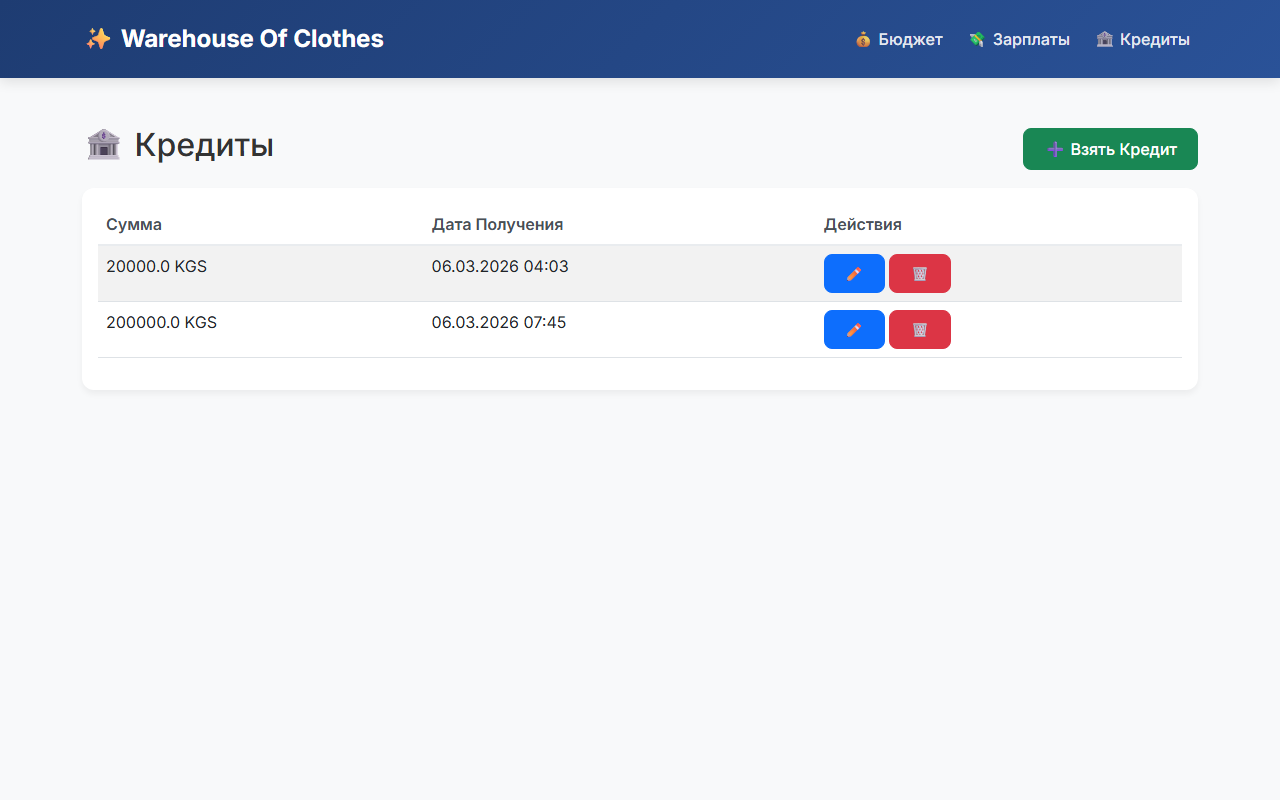 ✨ Warehouse Of Clothes
💰 Бюджет 💸 Зарплаты 🏦 Кредиты
🏦 Кредиты
➕ Взять Кредит
Сумма Дата Получения Действия
20000.0 KGS 06.03.2026 04:03
200000.0 KGS 06.03.2026 07:45